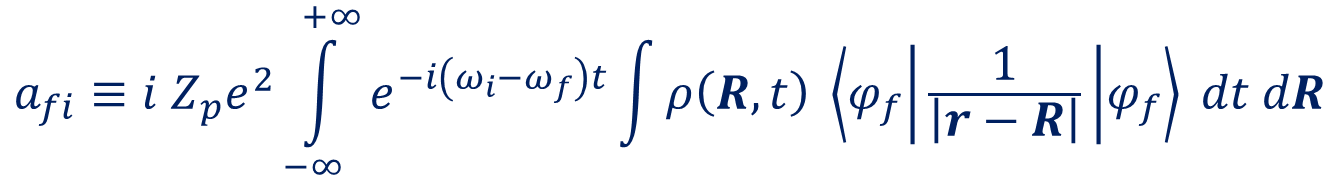 a_{fi} ≡ i Z_p e^2 ∫_{−∞}^{+∞} e^{−i(ω_i−ω_f)t} ∫ ρ(R, t) ⟨φ_f| 1/|r − R| |φ_f⟩ dt dR